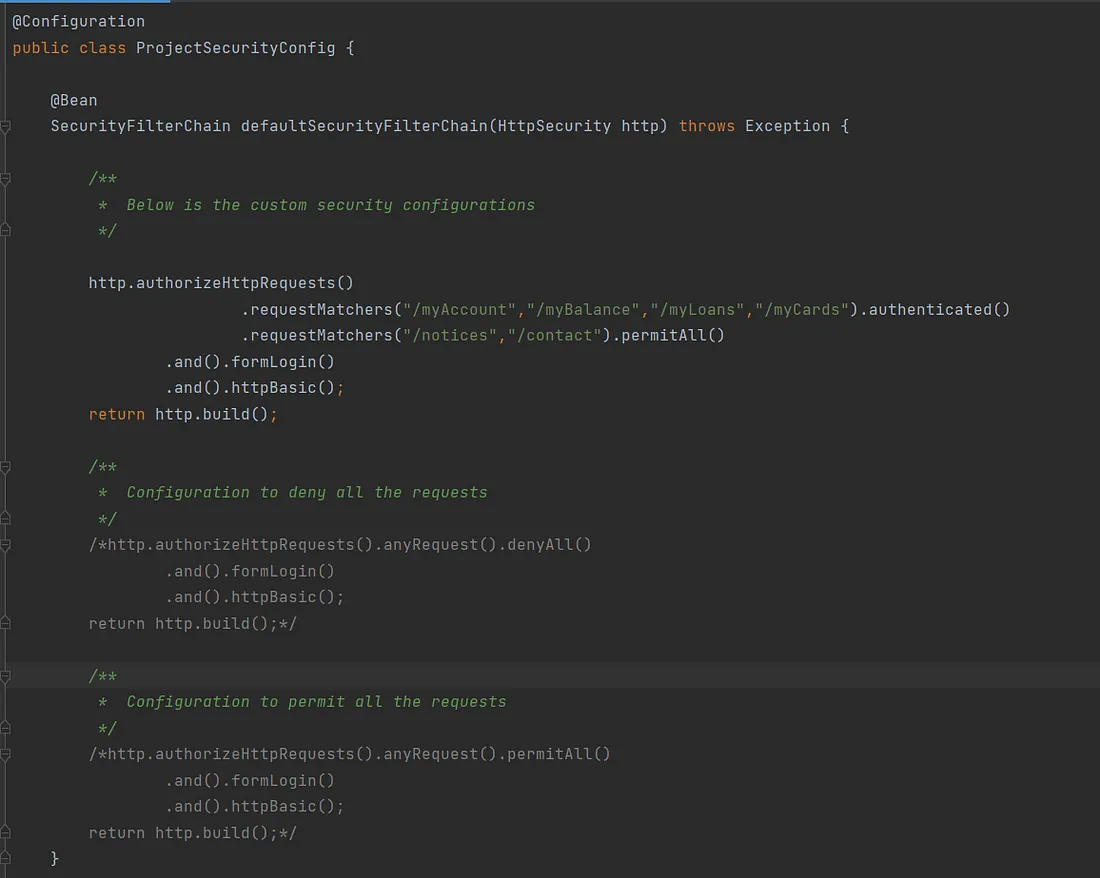 @Configuration
public class ProjectSecurityConfig {
@Bean
SecurityFilterChain defaultSecurityFilterChain(HttpSecurity http) throws Exception {
/**
* Below is the custom security configurations
*/
http.authorizeHttpRequests()
.requestMatchers("/myAccount","/myBalance","/myLoans","/myCards").authenticated()
.requestMatchers("/notices","/contact").permitAll()
.and().formLogin()
.and().httpBasic();
return http.build();
/**
* Configuration to deny all the requests
*/
/*http.authorizeHttpRequests().anyRequest().denyAll()
.and().formLogin()
.and().httpBasic();
return http.build();*/
/**
* Configuration to permit all the requests
*/
/*http.authorizeHttpRequests().anyRequest().permitAll()
.and().formLogin()
.and().httpBasic();
return http.build();*/
}